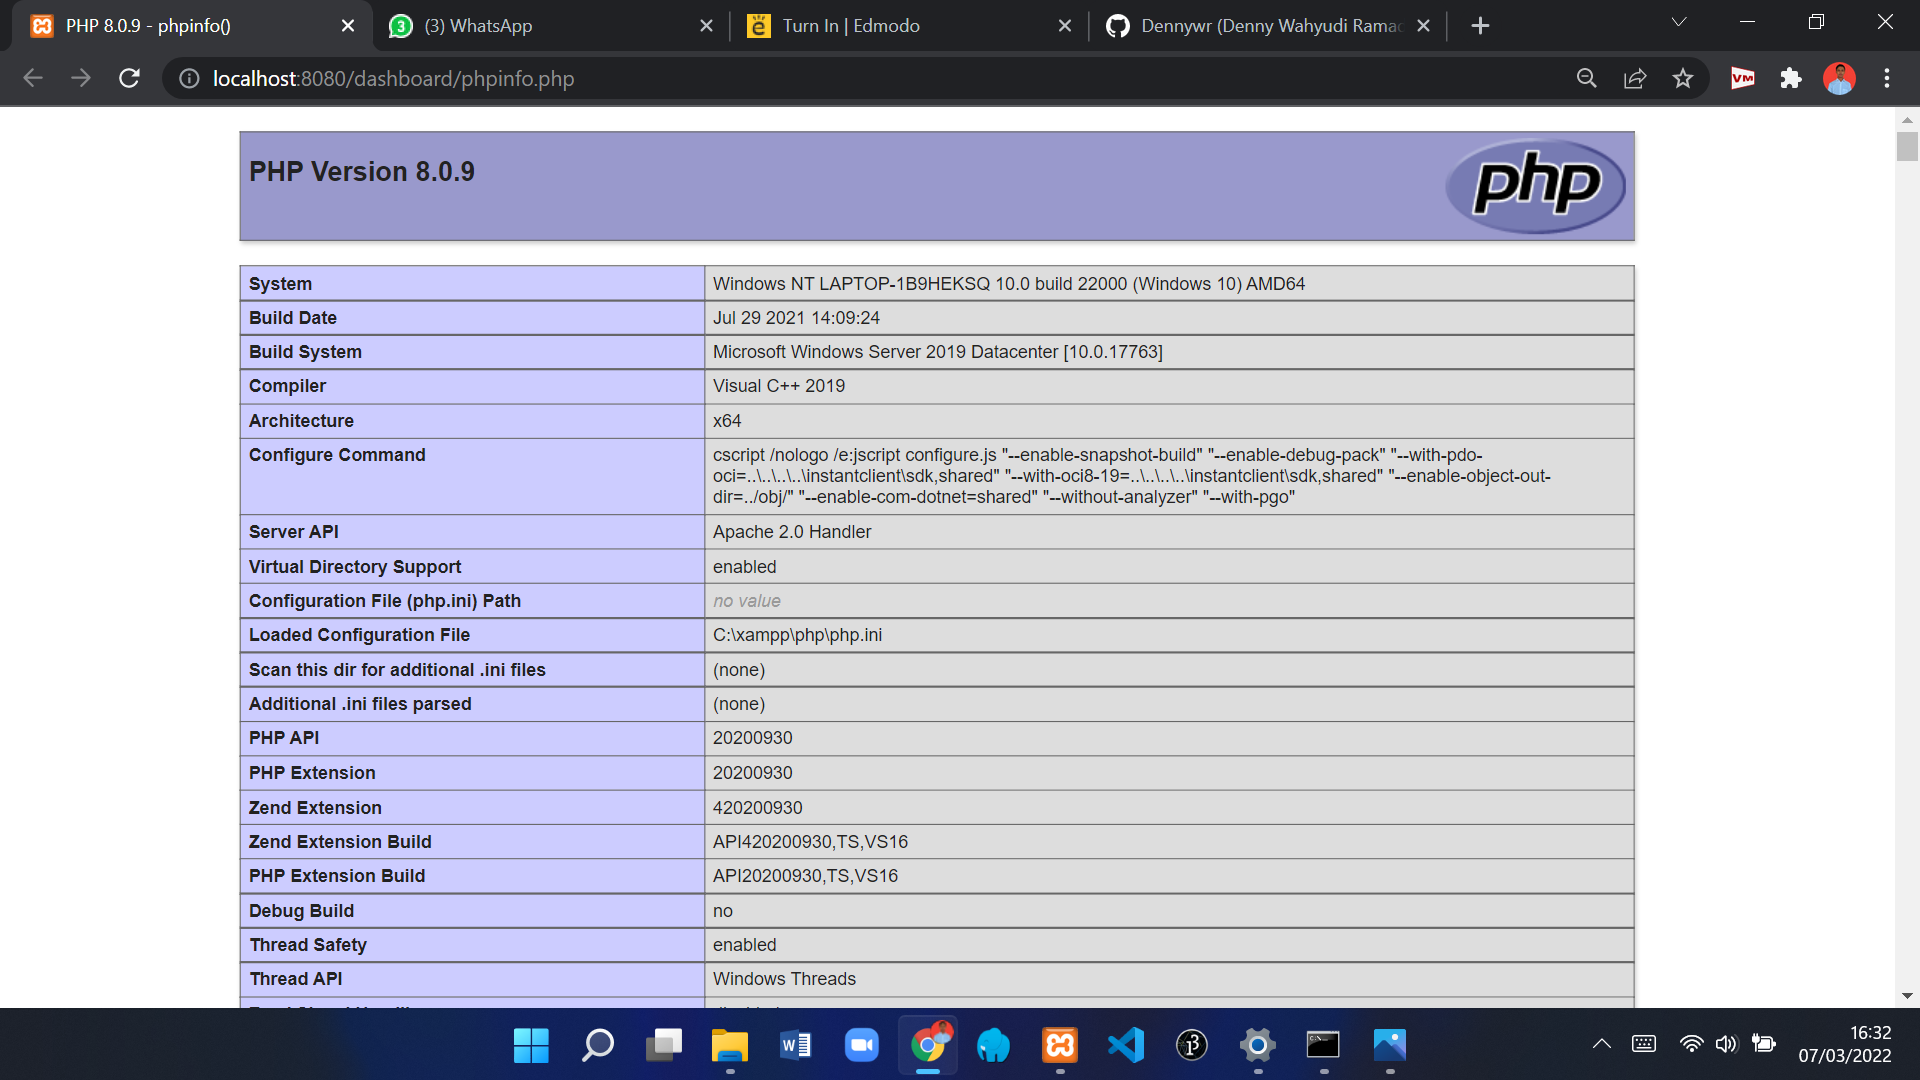 PHP 8.0.9 - phpinfo()
(3) WhatsApp
Turn In | Edmodo
Dennywr (Denny Wahyudi Ramad
localhost:8080/dashboard/phpinfo.php
VM
PHP Version 8.0.9
php
System Windows NT LAPTOP-1B9HEKSQ 10.0 build 22000 (Windows 10) AMD64
Build Date Jul 29 2021 14:09:24
Build System Microsoft Windows Server 2019 Datacenter [10.0.17763]
Compiler Visual C++ 2019
Architecture x64
Configure Command cscript /nologo /e:jscript configure.js "--enable-snapshot-build" "--enable-debug-pack" "--with-pdo-
oci=..\..\..\..\instantclient\sdk,shared" "--with-oci8-19=..\..\..\..\instantclient\sdk,shared" "--enable-object-out-
dir=../obj/" "--enable-com-dotnet=shared" "--without-analyzer" "--with-pgo"
Server API Apache 2.0 Handler
Virtual Directory Support enabled
Configuration File (php.ini) Path no value
Loaded Configuration File C:\xampp\php\php.ini
Scan this dir for additional .ini files (none)
Additional .ini files parsed (none)
PHP API 20200930
PHP Extension 20200930
Zend Extension 420200930
Zend Extension Build API420200930,TS,VS16
PHP Extension Build API20200930,TS,VS16
Debug Build no
Thread Safety enabled
Thread API Windows Threads
16:32
07/03/2022